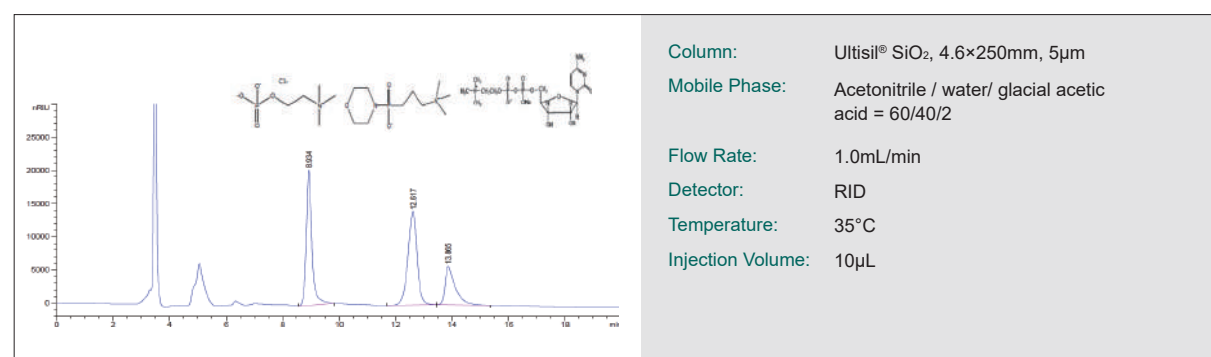 Cl-
nRIU
25000
20000
15000
10000
5000
0
8.934
12.617
13.865
0 2 4 6 8 10 12 14 16 18 min
Column: Ultisil® SiO₂, 4.6×250mm, 5μm
Mobile Phase: Acetonitrile / water/ glacial acetic
acid = 60/40/2
Flow Rate: 1.0mL/min
Detector: RID
Temperature: 35°C
Injection Volume: 10μL